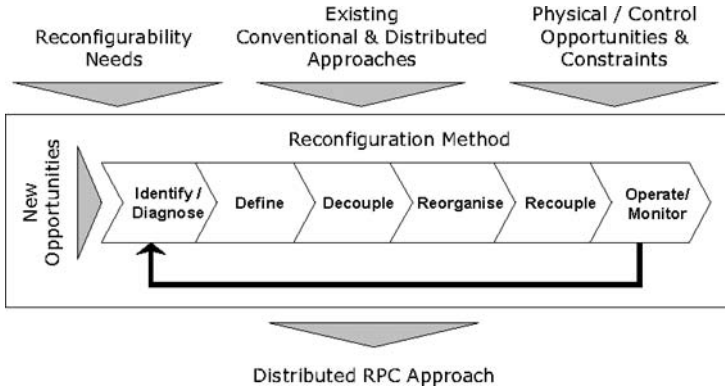 Reconfigurability
Needs
Existing
Conventional & Distributed
Approaches
Physical / Control
Opportunities &
Constraints
Reconfiguration Method
New
Opportunities
Identify /
Diagnose
Define
Decouple
Reorganise
Recouple
Operate/
Monitor
Distributed RPC Approach